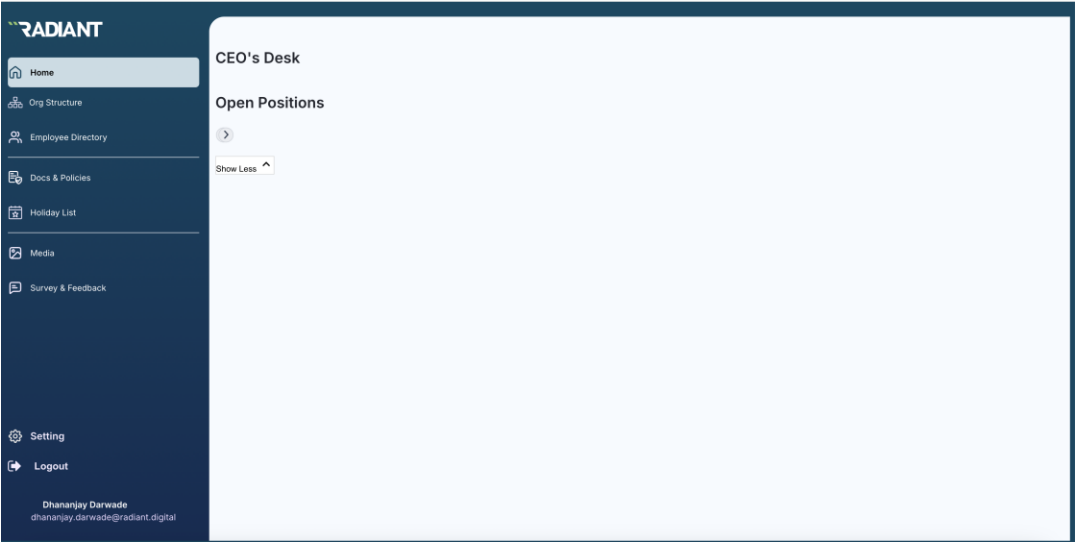 RADIANT
Home
Org Structure
Employee Directory
Docs & Policies
Holiday List
Media
Survey & Feedback
Setting
Logout
Dhananjay Darwade
dhananjay.darwade@radiant.digital
CEO's Desk
Open Positions
Show Less